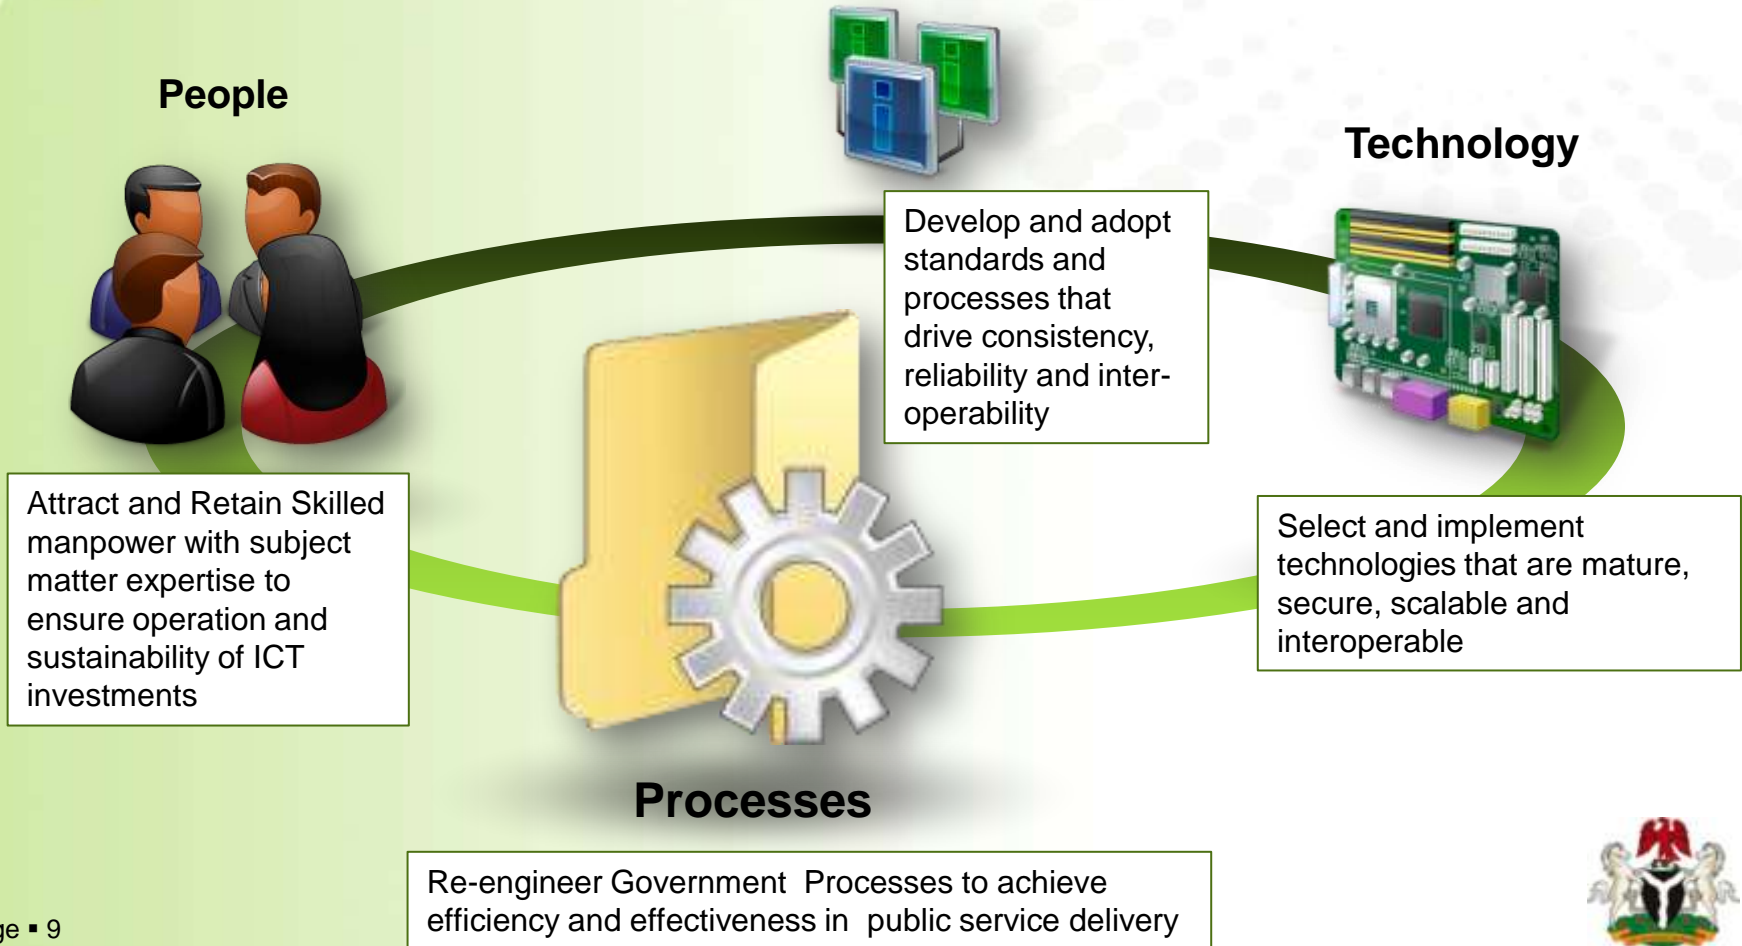 People
Technology
Develop and adopt
standards and
processes that
drive consistency,
reliability and inter-
operability
Attract and Retain Skilled
manpower with subject
matter expertise to
ensure operation and
sustainability of ICT
investments
Select and implement
technologies that are mature,
secure, scalable and
interoperable
Processes
Re-engineer Government  Processes to achieve
efficiency and effectiveness in  public service delivery
ge ▪ 9